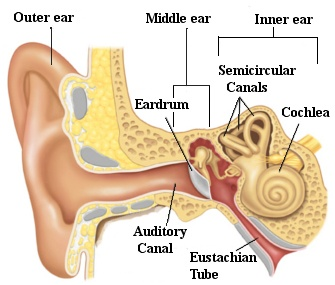 Outer ear
Middle ear
Inner ear
Semicircular
Canals
Eardrum
Cochlea
Auditory
Canal
Eustachian
Tube